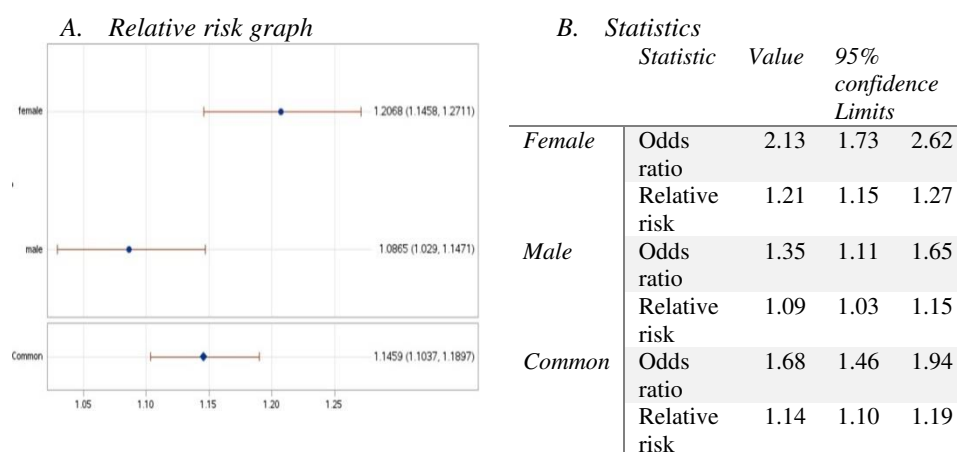 A. Relative risk graph
female
1.2068 (1.1458, 1.2711)
male
1.0865 (1.029, 1.1471)
Common
1.1459 (1.1037, 1.1897)
1.05 1.10 1.15 1.20 1.25
B. Statistics
Statistic Value 95%
confidence
Limits
Female Odds 2.13 1.73 2.62
ratio
Relative 1.21 1.15 1.27
risk
Male Odds 1.35 1.11 1.65
ratio
Relative 1.09 1.03 1.15
risk
Common Odds 1.68 1.46 1.94
ratio
Relative 1.14 1.10 1.19
risk